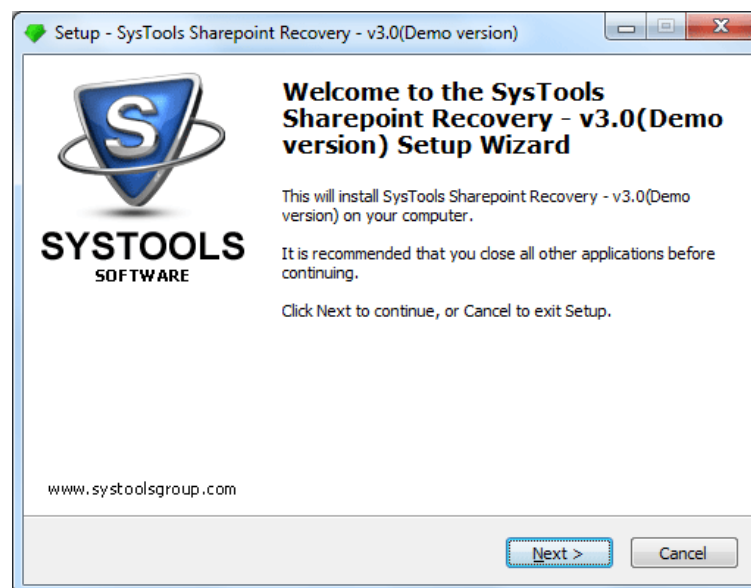 Setup - SysTools Sharepoint Recovery - v3.0(Demo version)
S
SYSTOOLS
SOFTWARE
Welcome to the SysTools
Sharepoint Recovery - v3.0(Demo
version) Setup Wizard
This will install SysTools Sharepoint Recovery - v3.0(Demo
version) on your computer.
It is recommended that you close all other applications before
continuing.
Click Next to continue, or Cancel to exit Setup.
www.systoolsgroup.com
Next >
Cancel